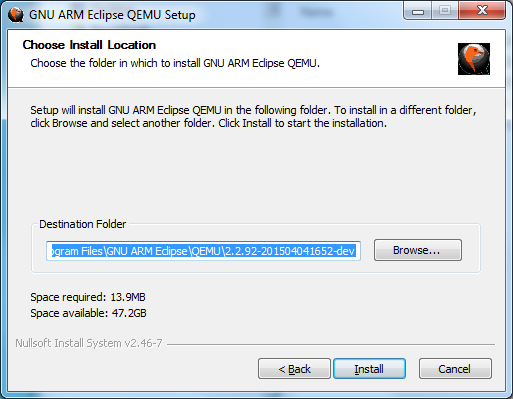 GNU ARM Eclipse QEMU Setup
Choose Install Location
Choose the folder in which to install GNU ARM Eclipse QEMU.
Setup will install GNU ARM Eclipse QEMU in the following folder. To install in a different folder,
click Browse and select another folder. Click Install to start the installation.
Destination Folder
ogram Files\GNU ARM Eclipse\QEMU\2.2.92-201504041652-dev
Browse...
Space required: 13.9MB
Space available: 47.2GB
Nullsoft Install System v2.46-7
< Back
Install
Cancel